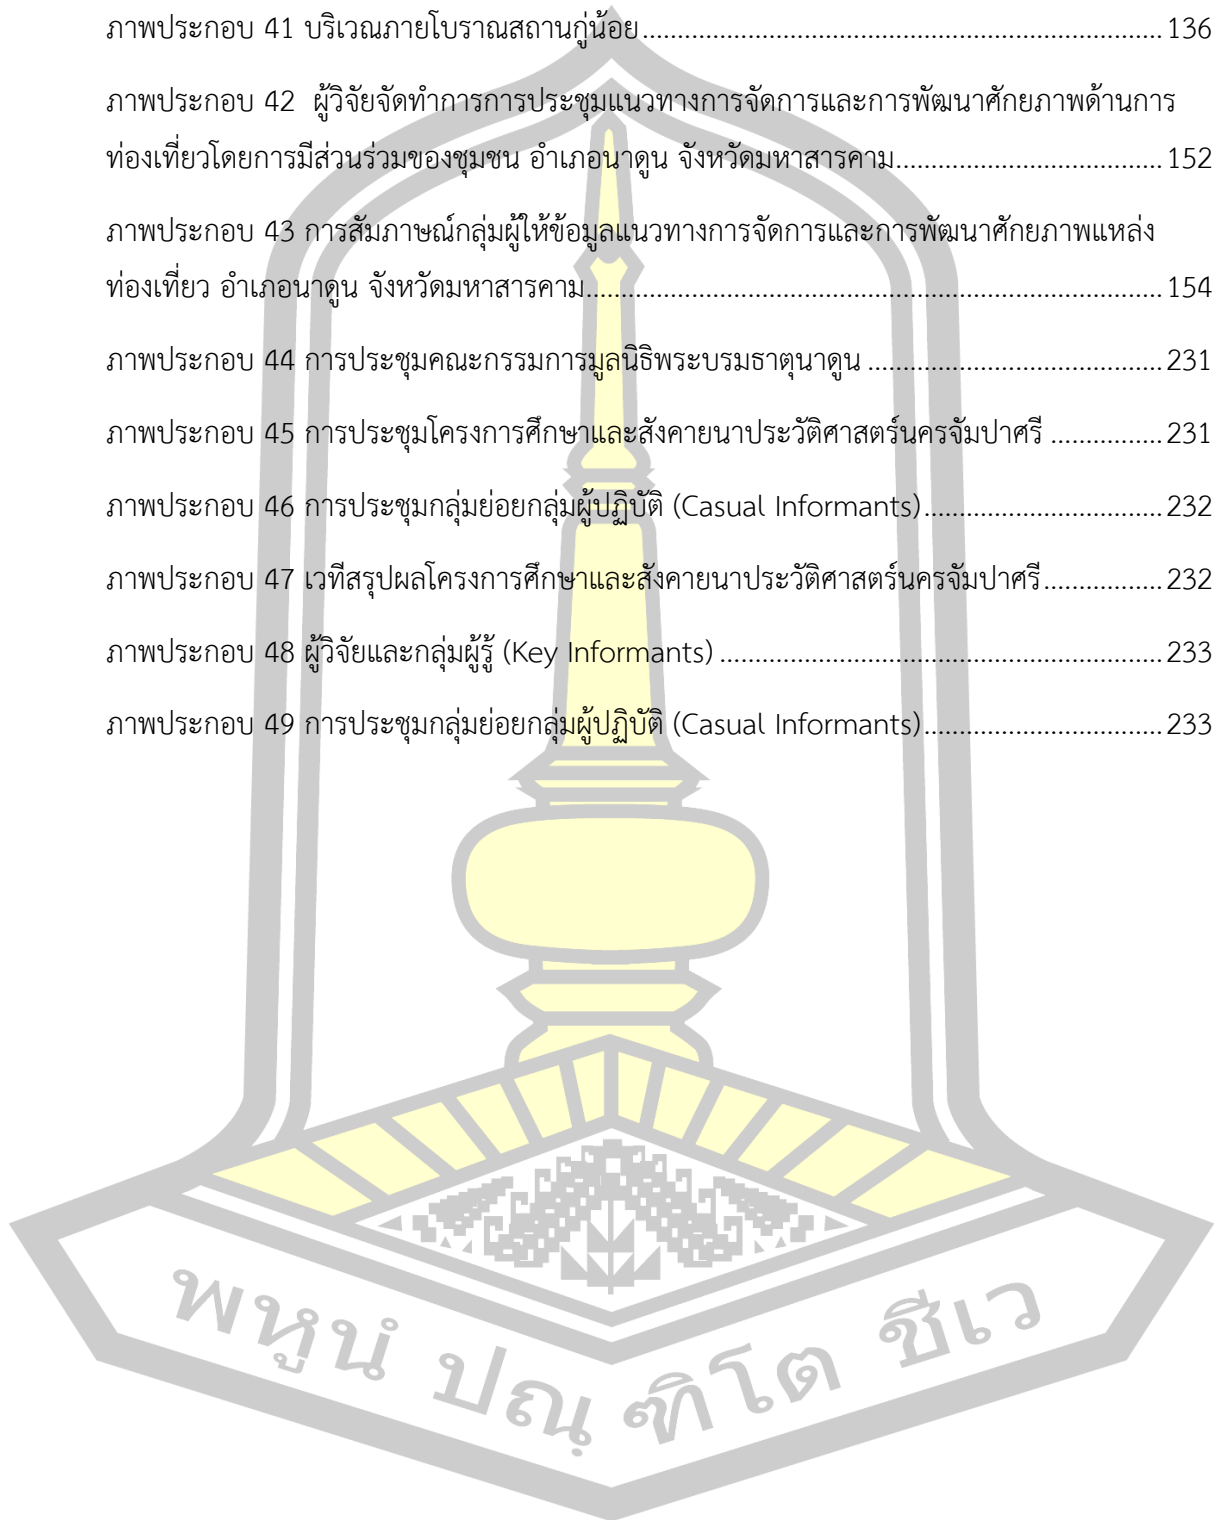 ภาพประกอบ 41 บริเวณภายโบราณสถานกู่น้อย.......................................................................... 136
ภาพประกอบ 42  ผู้วิจัยจัดทำการการประชุมแนวทางการจัดการและการพัฒนาศักยภาพด้านการ
ท่องเที่ยวโดยการมีส่วนร่วมของชุมชน อำเภอนาดูน จังหวัดมหาสารคาม...................................... 152
ภาพประกอบ 43 การสัมภาษณ์กลุ่มผู้ให้ข้อมูลแนวทางการจัดการและการพัฒนาศักยภาพแหล่ง
ท่องเที่ยว อำเภอนาดูน จังหวัดมหาสารคาม.................................................................................. 154
ภาพประกอบ 44 การประชุมคณะกรรมการมูลนิธิพระบรมธาตุนาดูน .......................................... 231
ภาพประกอบ 45 การประชุมโครงการศึกษาและสังคายนาประวัติศาสตร์นครจัมปาศรี ................ 231
ภาพประกอบ 46 การประชุมกลุ่มย่อยกลุ่มผู้ปฏิบัติ (Casual Informants).................................. 232
ภาพประกอบ 47 เวทีสรุปผลโครงการศึกษาและสังคายนาประวัติศาสตร์นครจัมปาศรี................. 232
ภาพประกอบ 48 ผู้วิจัยและกลุ่มผู้รู้ (Key Informants) ............................................................... 233
ภาพประกอบ 49 การประชุมกลุ่มย่อยกลุ่มผู้ปฏิบัติ (Casual Informants).................................. 233
พหูนํ ปณฺฑิโต ชีเว